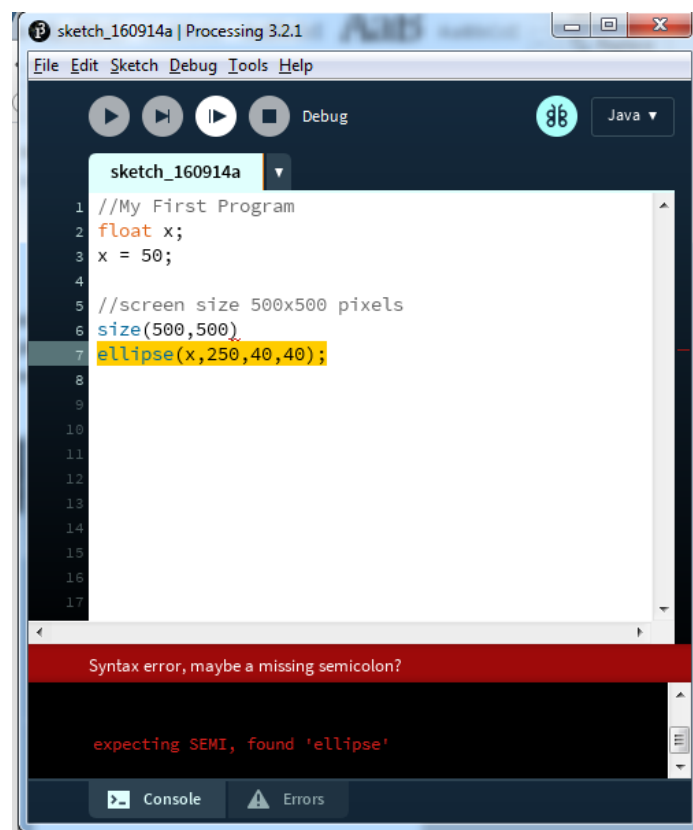 sketch_160914a | Processing 3.2.1
File Edit Sketch Debug Tools Help
Debug
Java ▼
sketch_160914a ▼
1 //My First Program
2 float x;
3 x = 50;
4
5 //screen size 500x500 pixels
6 size(500,500)
7 ellipse(x,250,40,40);
8
9
10
11
12
13
14
15
16
17
Syntax error, maybe a missing semicolon?
expecting SEMI, found 'ellipse'
Console Errors